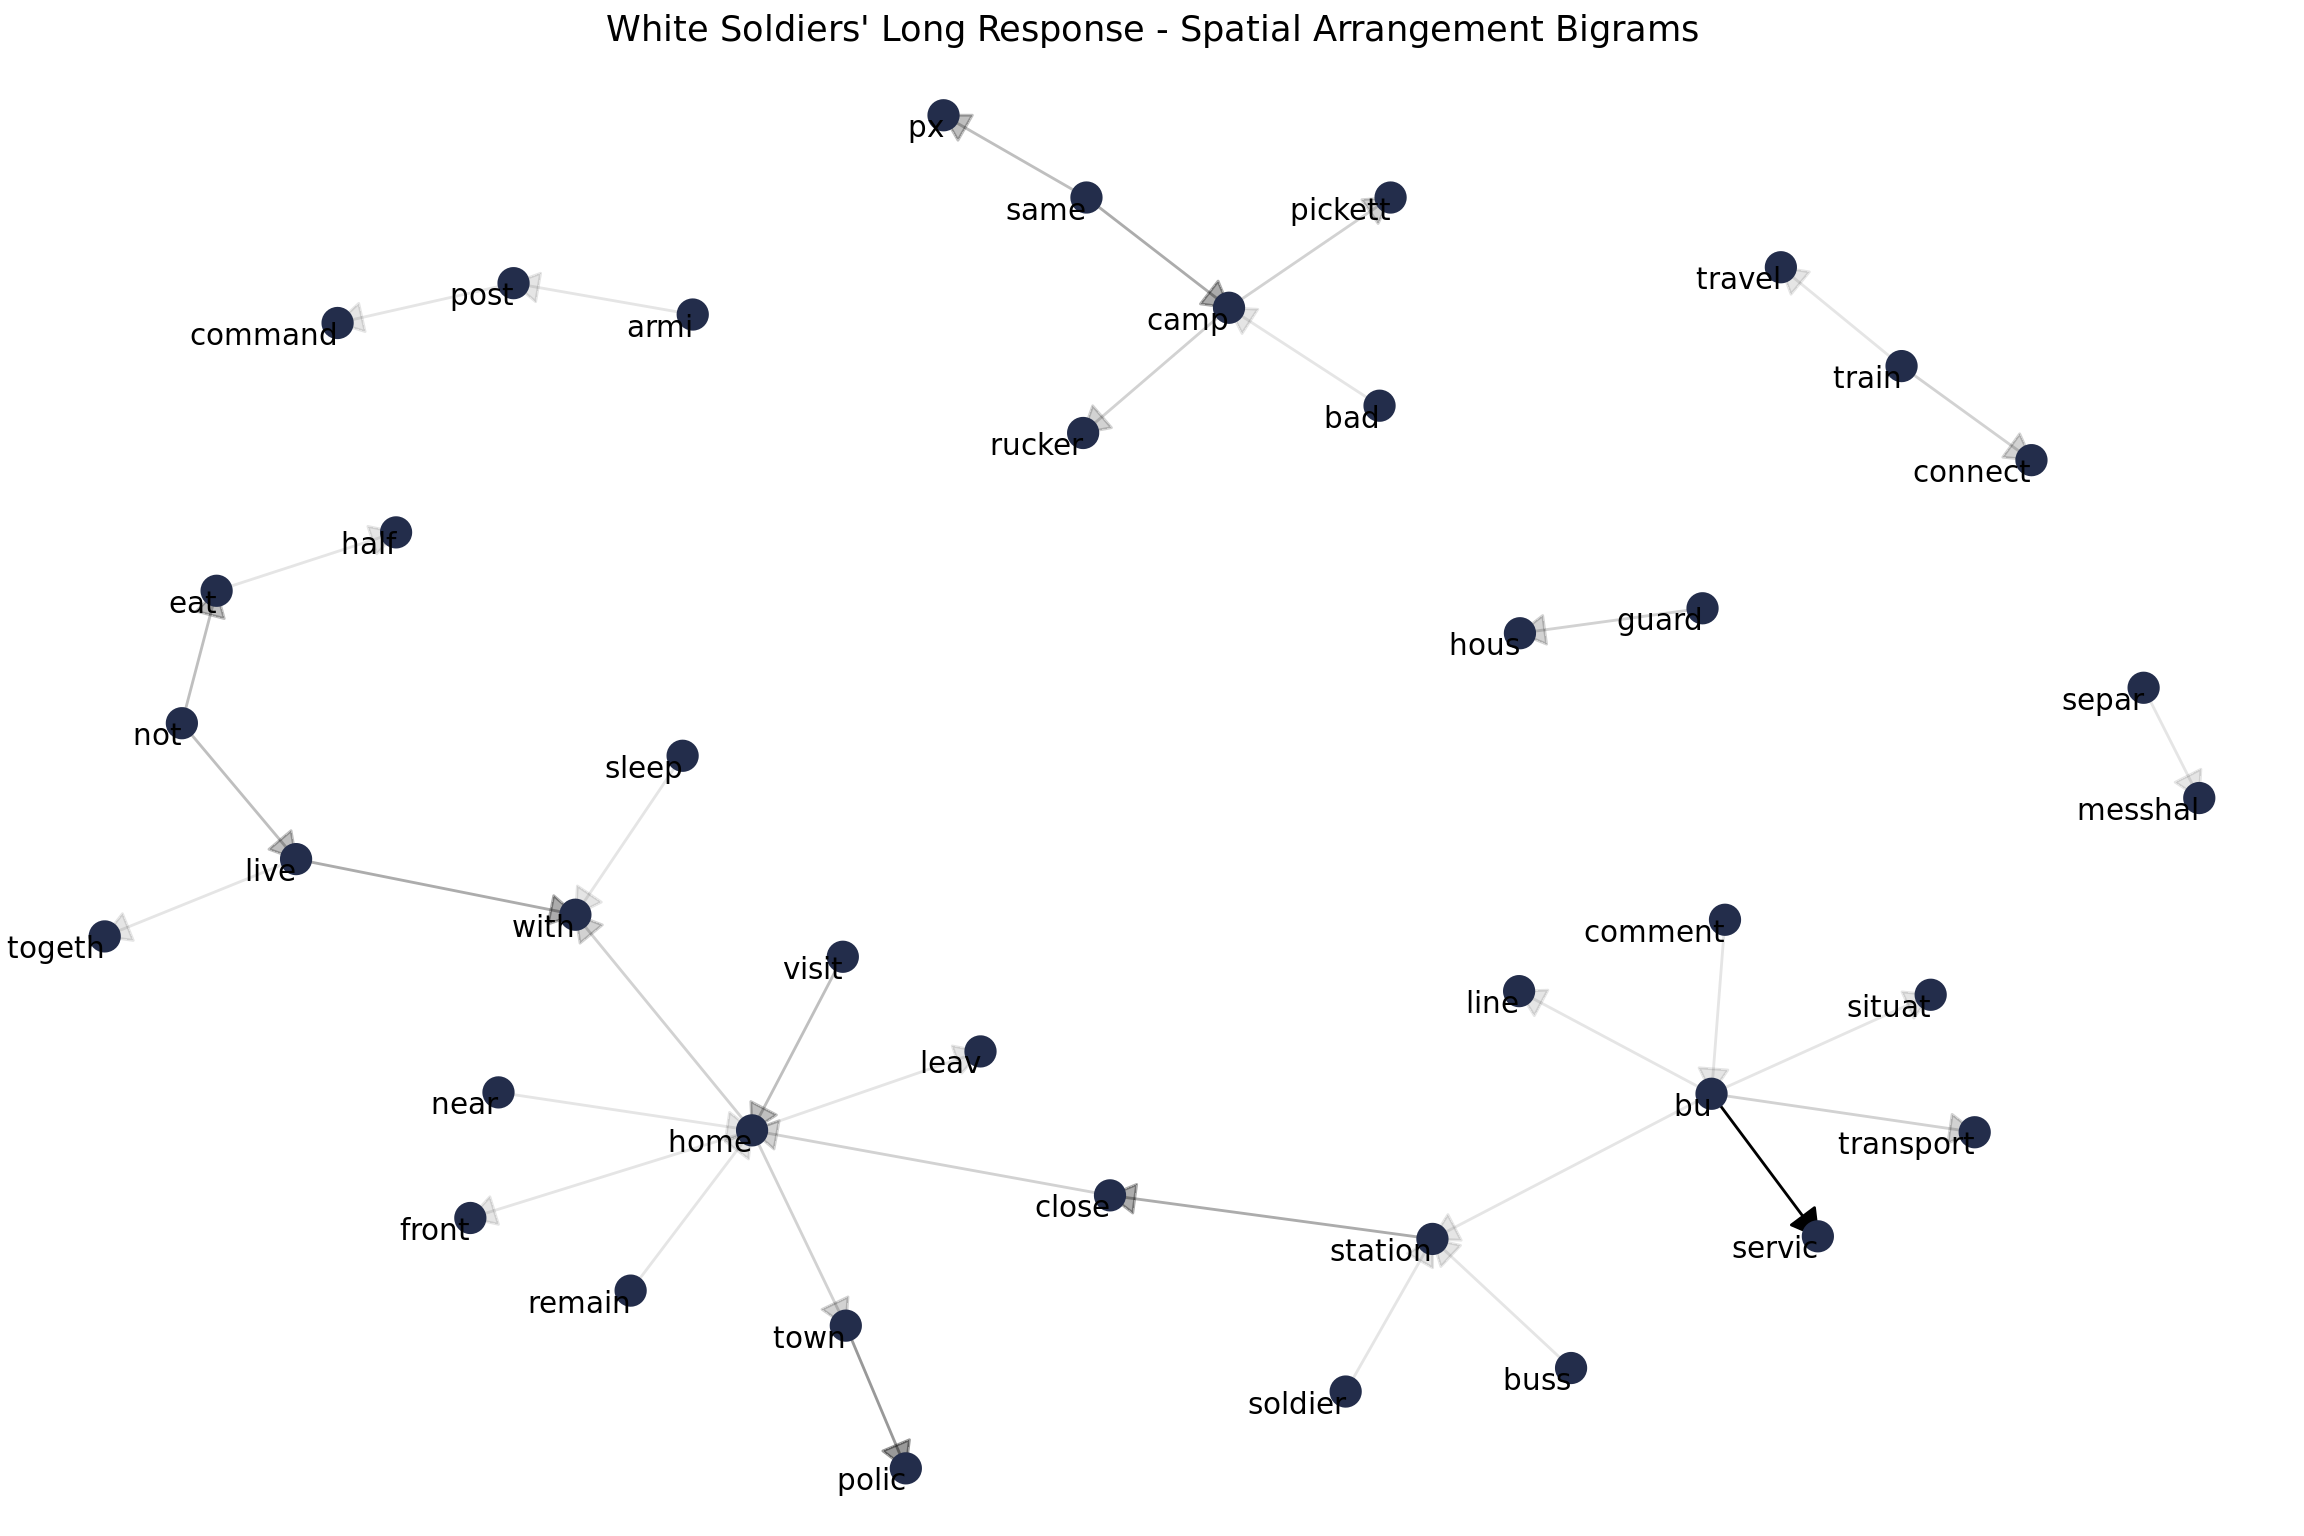 White Soldiers' Long Response - Spatial Arrangement Bigrams
px
same
pickett
travel
post
command
armi
camp
train
bad
rucker
connect
half
eat
guard
hous
separ
not
sleep
messhal
live
with
comment
togeth
visit
line
situat
leav
near
bu
home
transport
close
front
station
servic
remain
town
buss
soldier
polic